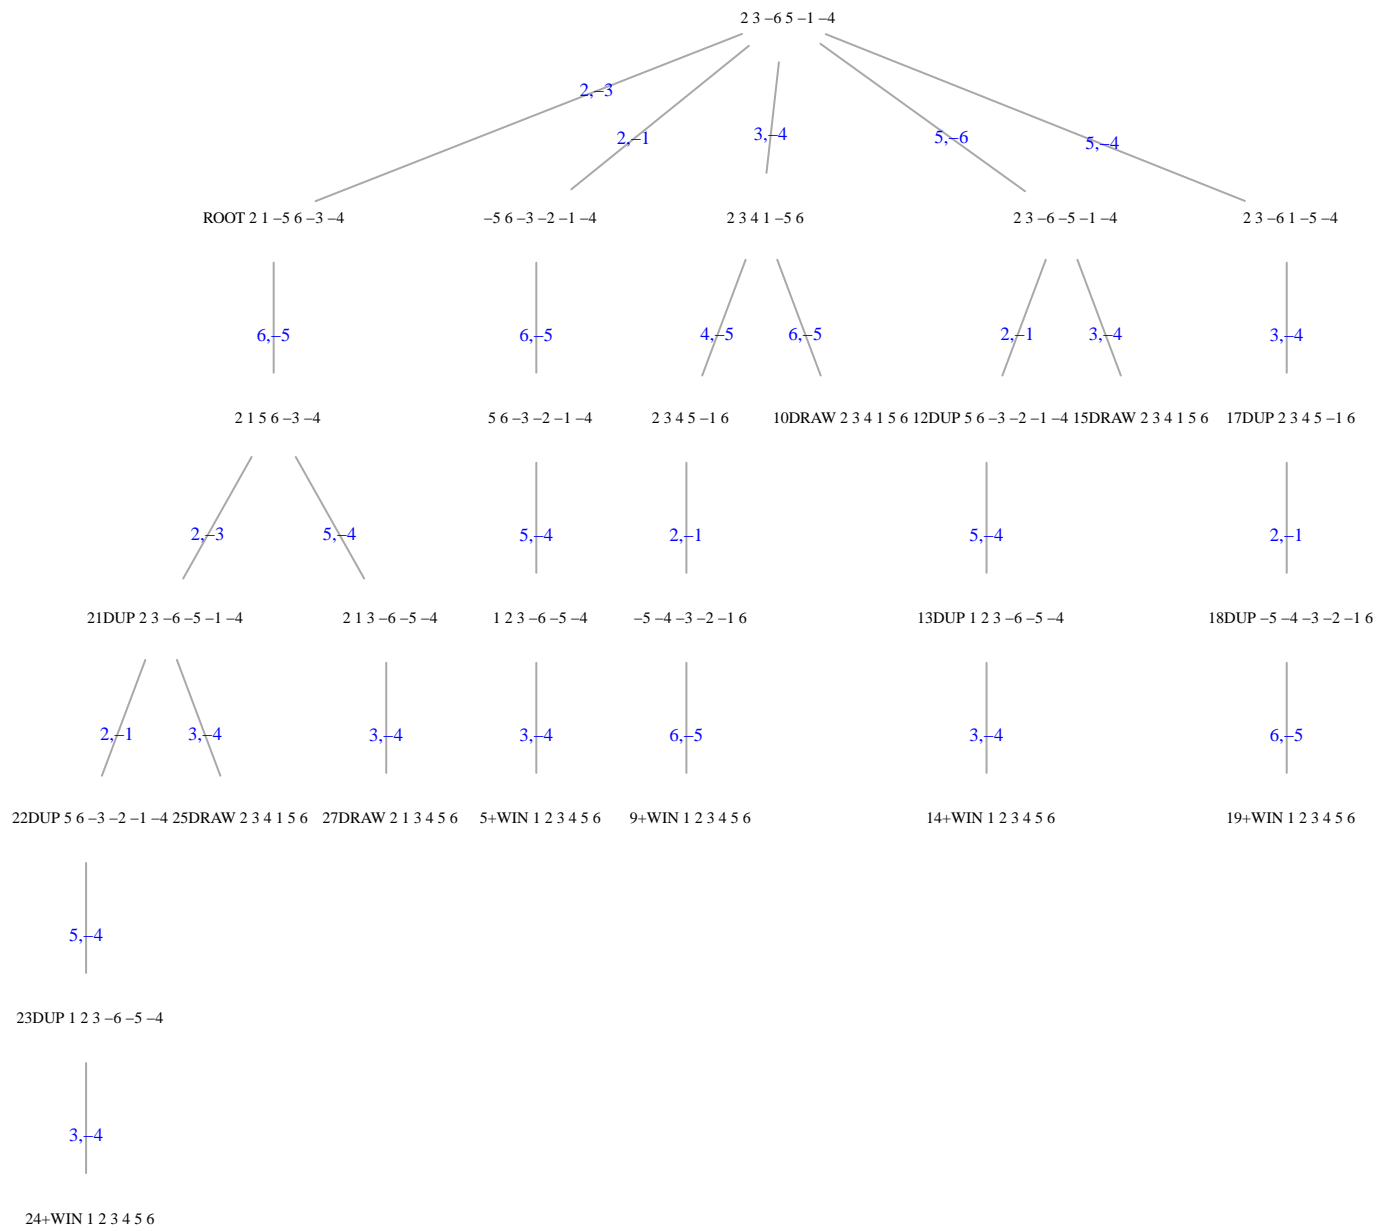 2 3 −6 5 −1 −4
2,−3
2,−1
3,−4
5,−6
5,−4
ROOT 2 1 −5 6 −3 −4
−5 6 −3 −2 −1 −4
2 3 4 1 −5 6
2 3 −6 −5 −1 −4
2 3 −6 1 −5 −4
6,−5
6,−5
4,−5
6,−5
2,−1
3,−4
3,−4
2 1 5 6 −3 −4
5 6 −3 −2 −1 −4
2 3 4 5 −1 6
10DRAW 2 3 4 1 5 6
12DUP 5 6 −3 −2 −1 −4
15DRAW 2 3 4 1 5 6
17DUP 2 3 4 5 −1 6
2,−3
5,−4
5,−4
2,−1
5,−4
2,−1
21DUP 2 3 −6 −5 −1 −4
2 1 3 −6 −5 −4
1 2 3 −6 −5 −4
−5 −4 −3 −2 −1 6
13DUP 1 2 3 −6 −5 −4
18DUP −5 −4 −3 −2 −1 6
2,−1
3,−4
3,−4
3,−4
6,−5
3,−4
6,−5
22DUP 5 6 −3 −2 −1 −4
25DRAW 2 3 4 1 5 6
27DRAW 2 1 3 4 5 6
5+WIN 1 2 3 4 5 6
9+WIN 1 2 3 4 5 6
14+WIN 1 2 3 4 5 6
19+WIN 1 2 3 4 5 6
5,−4
23DUP 1 2 3 −6 −5 −4
3,−4
24+WIN 1 2 3 4 5 6